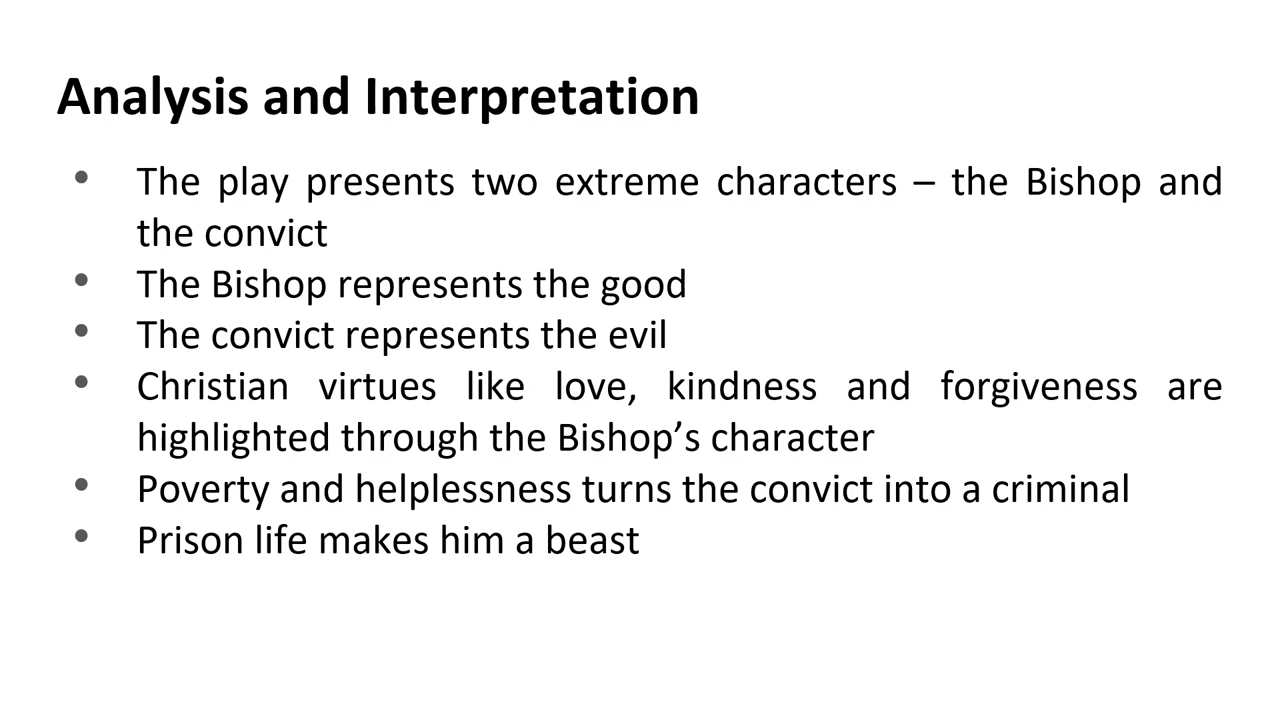 Analysis and Interpretation
• The play presents two extreme characters – the Bishop and
the convict
• The Bishop represents the good
• The convict represents the evil
• Christian virtues like love, kindness and forgiveness are
highlighted through the Bishop’s character
• Poverty and helplessness turns the convict into a criminal
• Prison life makes him a beast